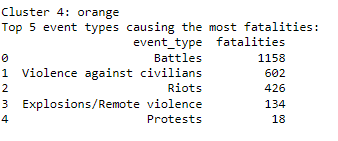 Cluster 4: orange
Top 5 event types causing the most fatalities:
event_type fatalities
0 Battles 1158
1 Violence against civilians 602
2 Riots 426
3 Explosions/Remote violence 134
4 Protests 18